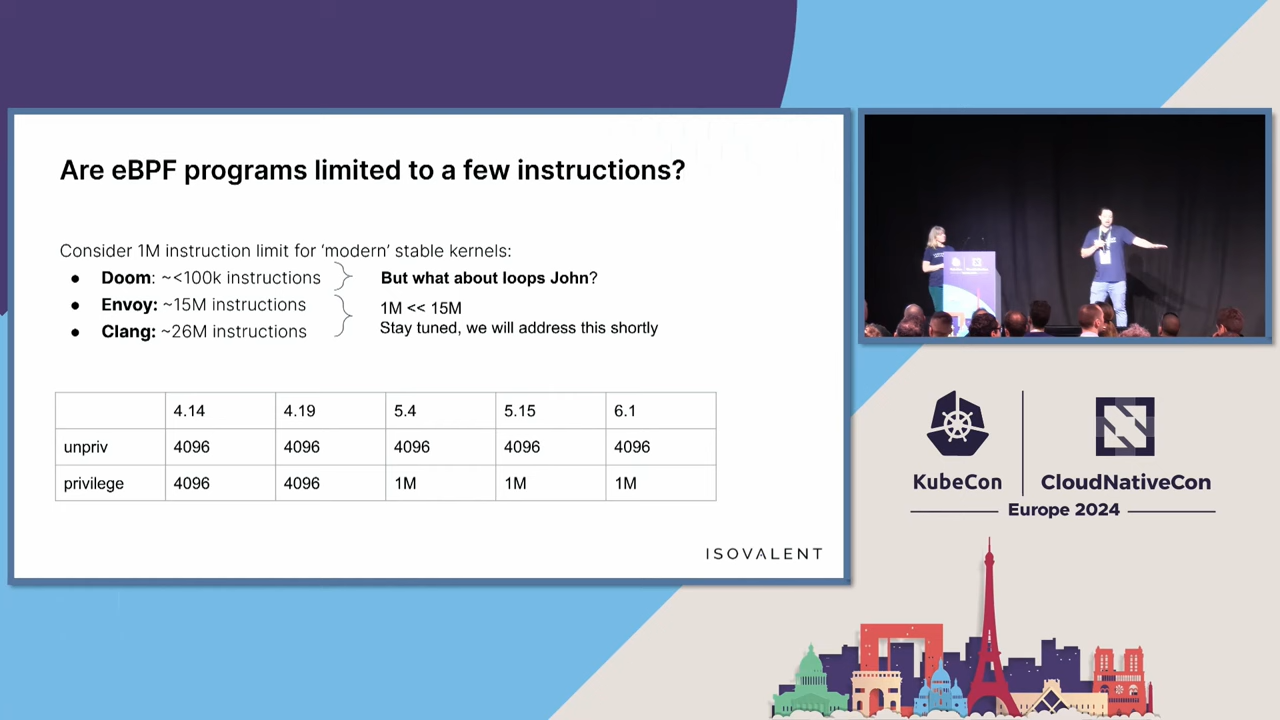 Are eBPF programs limited to a few instructions?
Consider 1M instruction limit for ‘modern’ stable kernels:
● Doom: ~<100k instructions
● Envoy: ~15M instructions
● Clang: ~26M instructions
But what about loops John?
1M << 15M
Stay tuned, we will address this shortly
4.14 4.19 5.4 5.15 6.1
unpriv 4096 4096 4096 4096 4096
privilege 4096 4096 1M 1M 1M
ISOVALENT
KubeCon
CloudNativeCon
Europe 2024